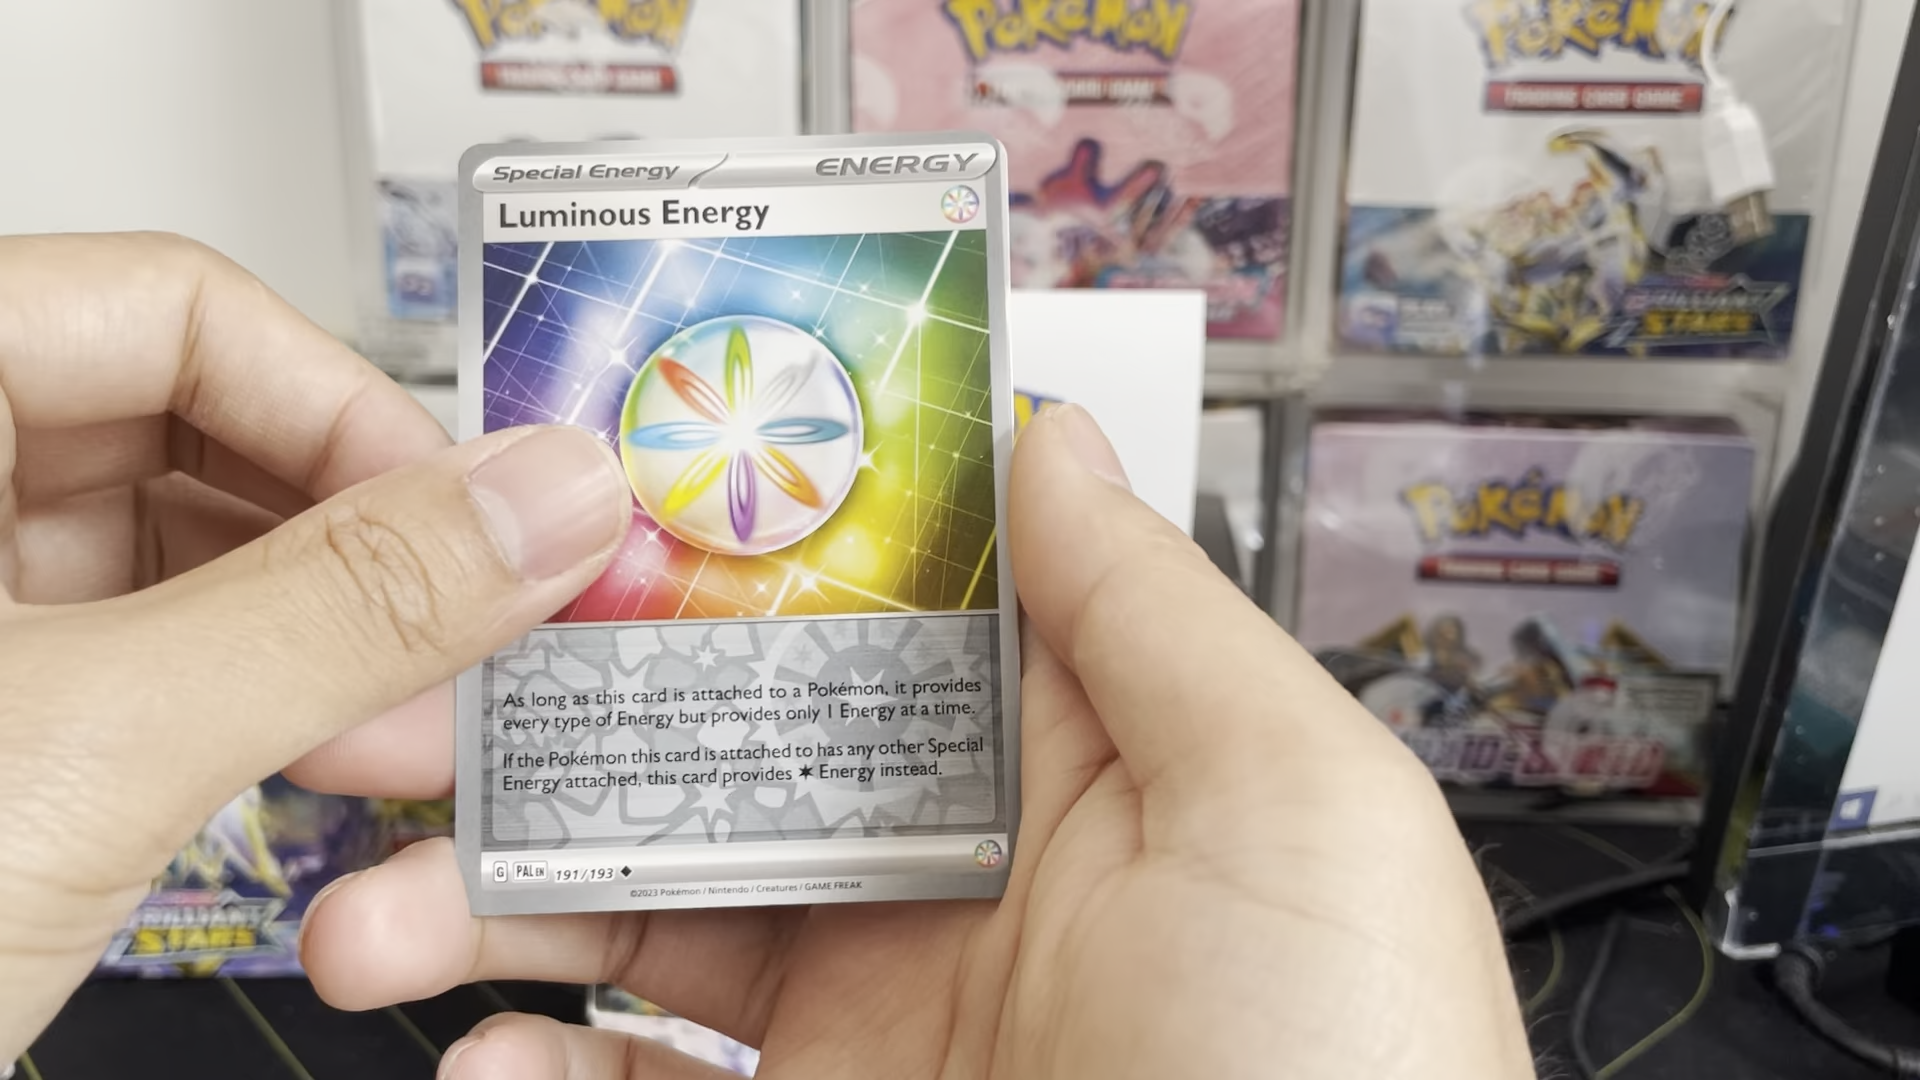 POKéMON
TRADING CARD GAME
POKéMON
POKéMON
TRADING CARD GAME
Special Energy
ENERGY
Luminous Energy
BRILLIANT
STARS
POKéMON
TRADING CARD GAME
As long as this card is attached to a Pokémon, it provides
every type of Energy but provides only 1 Energy at a time.
If the Pokémon this card is attached to has any other Special
Energy attached, this card provides ✶ Energy instead.
G PAL EN 191/193 ◆
©2023 Pokémon / Nintendo / Creatures / GAME FREAK
BRILLIANT
STARS